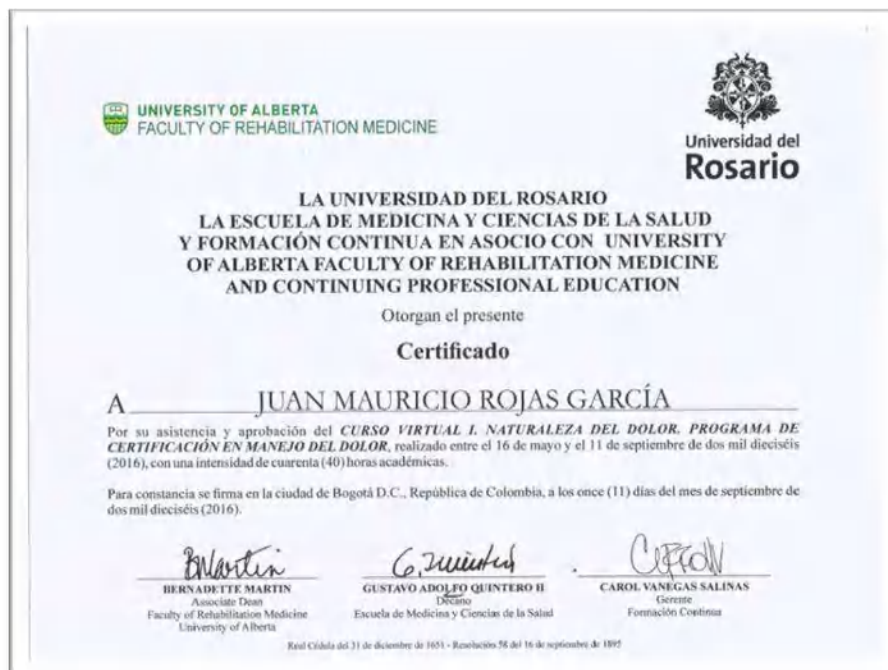 UNIVERSITY OF ALBERTA
FACULTY OF REHABILITATION MEDICINE
Universidad del
Rosario
LA UNIVERSIDAD DEL ROSARIO
LA ESCUELA DE MEDICINA Y CIENCIAS DE LA SALUD
Y FORMACIÓN CONTINUA EN ASOCIO CON UNIVERSITY
OF ALBERTA FACULTY OF REHABILITATION MEDICINE
AND CONTINUING PROFESSIONAL EDUCATION
Otorgan el presente
Certificado
A JUAN MAURICIO ROJAS GARCÍA
Por su asistencia y aprobación del CURSO VIRTUAL I. NATURALEZA DEL DOLOR. PROGRAMA DE
CERTIFICACIÓN EN MANEJO DEL DOLOR, realizado entre el 16 de mayo y el 11 de septiembre de dos mil dieciséis
(2016), con una intensidad de cuarenta (40) horas académicas.
Para constancia se firma en la ciudad de Bogotá D.C., República de Colombia, a los once (11) días del mes de septiembre de
dos mil dieciséis (2016).
BERNADETTE MARTIN
Associate Dean
Faculty of Rehabilitation Medicine
University of Alberta
GUSTAVO ADOLFO QUINTERO H
Decano
Escuela de Medicina y Ciencias de la Salud
CAROL VANEGAS SALINAS
Gerente
Formación Continua
Real Cédula del 31 de diciembre de 1651 - Resolución 58 del 16 de septiembre de 1895